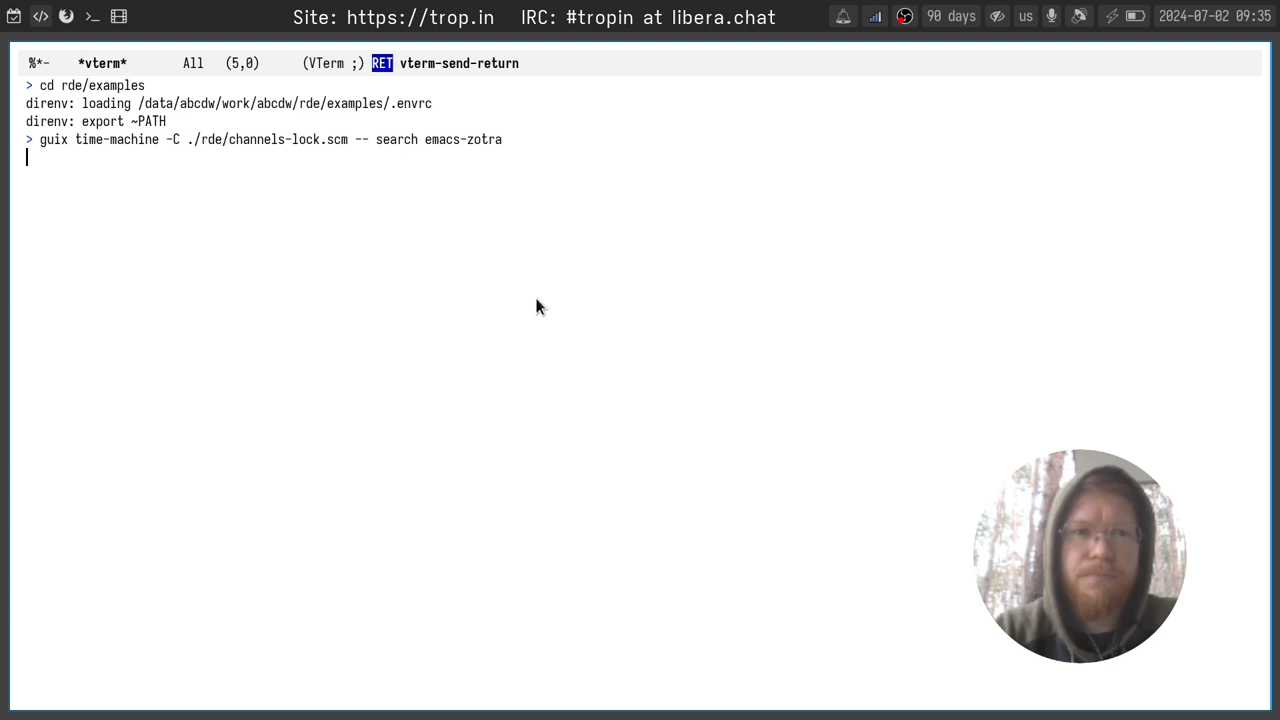 Site: https://trop.in IRC: #tropin at libera.chat
90 days us 2024-07-02 09:35
%*- *vterm* All (5,0) (VTerm ;) RET vterm-send-return
> cd rde/examples
direnv: loading /data/abcdw/work/abcdw/rde/examples/.envrc
direnv: export ~PATH
> guix time-machine -C ./rde/channels-lock.scm -- search emacs-zotra